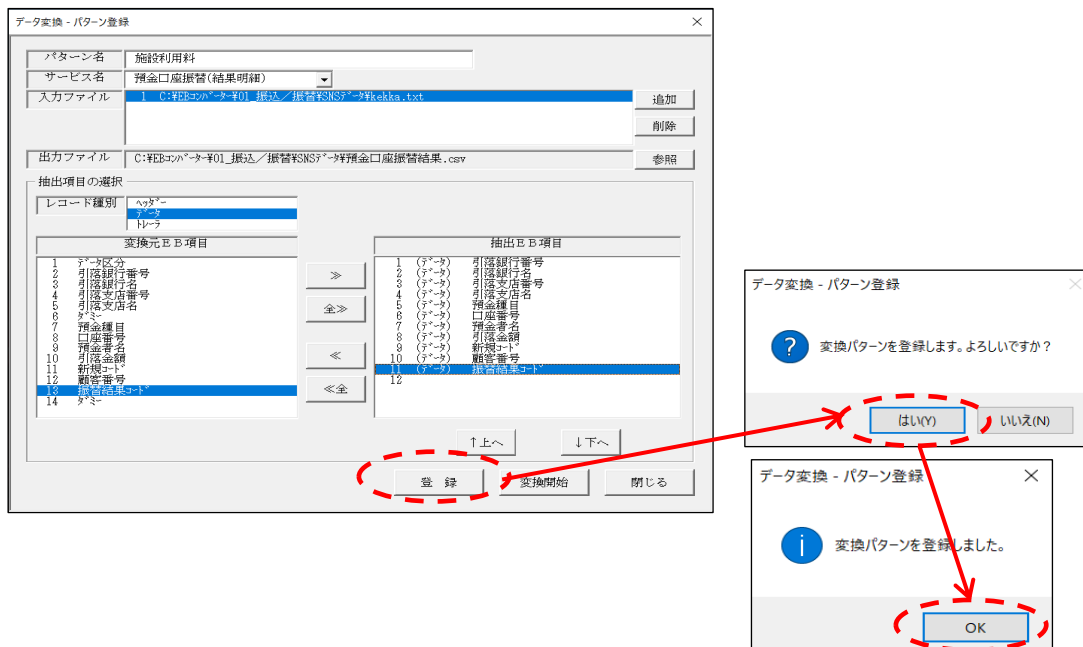 データ変換 - パターン登録
パターン名 施設利用料
サービス名 預金口座振替(結果明細)
入力ファイル 1 C:¥EBｺﾝﾊﾞｰﾀｰ¥01_振込／振替¥SNSﾃﾞｰﾀ¥kekka.txt 追加
削除
出力ファイル C:¥EBｺﾝﾊﾞｰﾀｰ¥01_振込／振替¥SNSﾃﾞｰﾀ¥預金口座振替結果.csv 参照
抽出項目の選択
レコード種別 ﾍｯﾀﾞｰ
ﾃﾞｰﾀ
ﾄﾚｰﾗ
変換元ＥＢ項目
1 ﾃﾞｰﾀ区分
2 引落銀行番号
3 引落銀行名
4 引落支店番号
5 引落支店名
6 ﾀﾞﾐｰ
7 預金種目
8 口座番号
9 預金者名
10 引落金額
11 新規ｺｰﾄﾞ
12 顧客番号
13 振替結果ｺｰﾄﾞ
14 ﾀﾞﾐｰ
≫
全≫
≪
≪全
抽出ＥＢ項目
1 (ﾃﾞｰﾀ) 引落銀行番号
2 (ﾃﾞｰﾀ) 引落銀行名
3 (ﾃﾞｰﾀ) 引落支店番号
4 (ﾃﾞｰﾀ) 引落支店名
5 (ﾃﾞｰﾀ) 預金種目
6 (ﾃﾞｰﾀ) 口座番号
7 (ﾃﾞｰﾀ) 預金者名
8 (ﾃﾞｰﾀ) 引落金額
9 (ﾃﾞｰﾀ) 新規ｺｰﾄﾞ
10 (ﾃﾞｰﾀ) 顧客番号
11 (ﾃﾞｰﾀ) 振替結果ｺｰﾄﾞ
12
↑上へ ↓下へ
登 録 変換開始 閉じる
データ変換 - パターン登録
変換パターンを登録します。よろしいですか？
はい(Y) いいえ(N)
データ変換 - パターン登録
変換パターンを登録しました。
OK